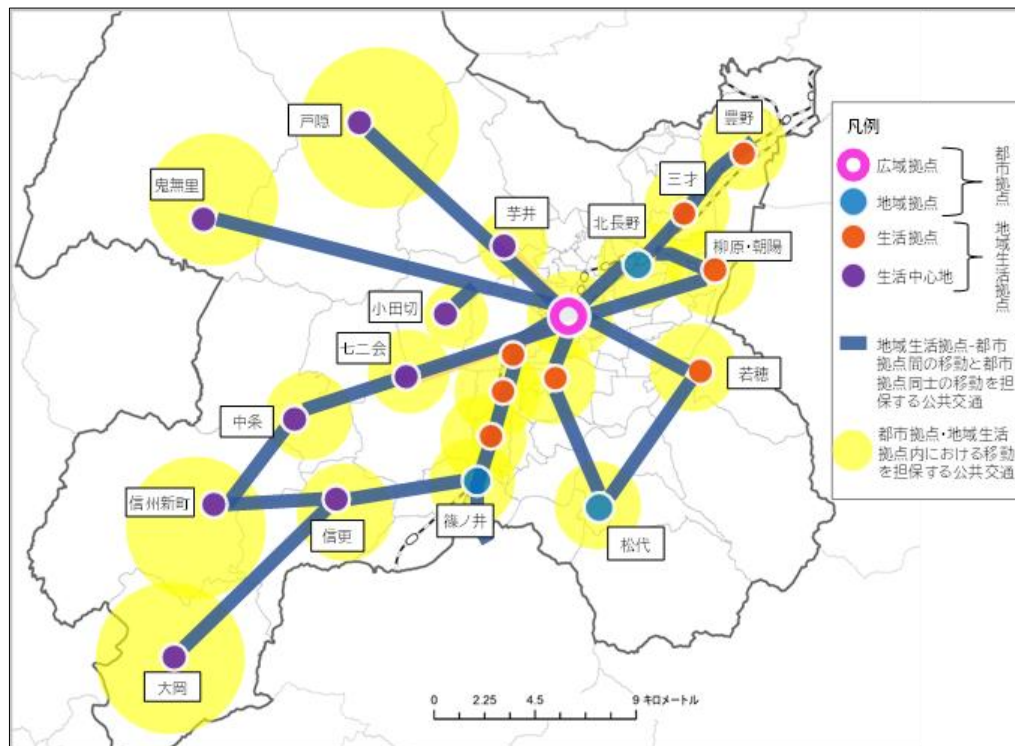 戸隠
豊野
鬼無里
三才
芋井
北長野
柳原・朝陽
小田切
七二会
若穂
中条
信州新町
信更
篠ノ井
松代
大岡
0 2.25 4.5 9 キロメートル
凡例
広域拠点
地域拠点
都市拠点
生活拠点
生活中心地
地域生活拠点
地域生活拠点-都市
拠点間の移動と都市
拠点同士の移動を担
保する公共交通
都市拠点・地域生活
拠点内における移動
を担保する公共交通